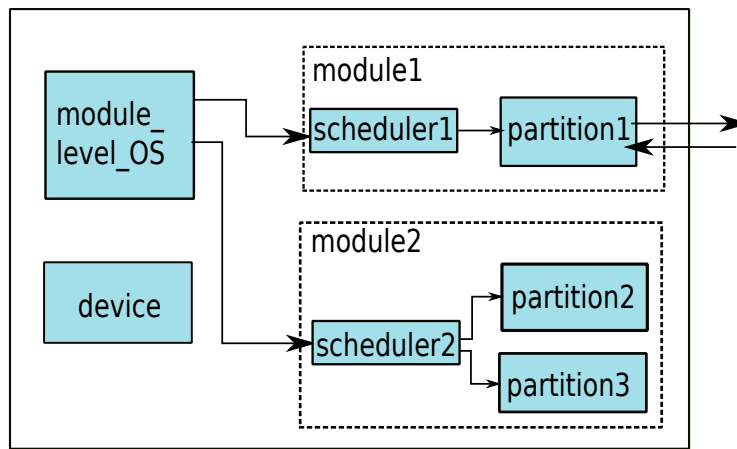 module_
level_OS
device
module1
scheduler1
partition1
module2
scheduler2
partition2
partition3